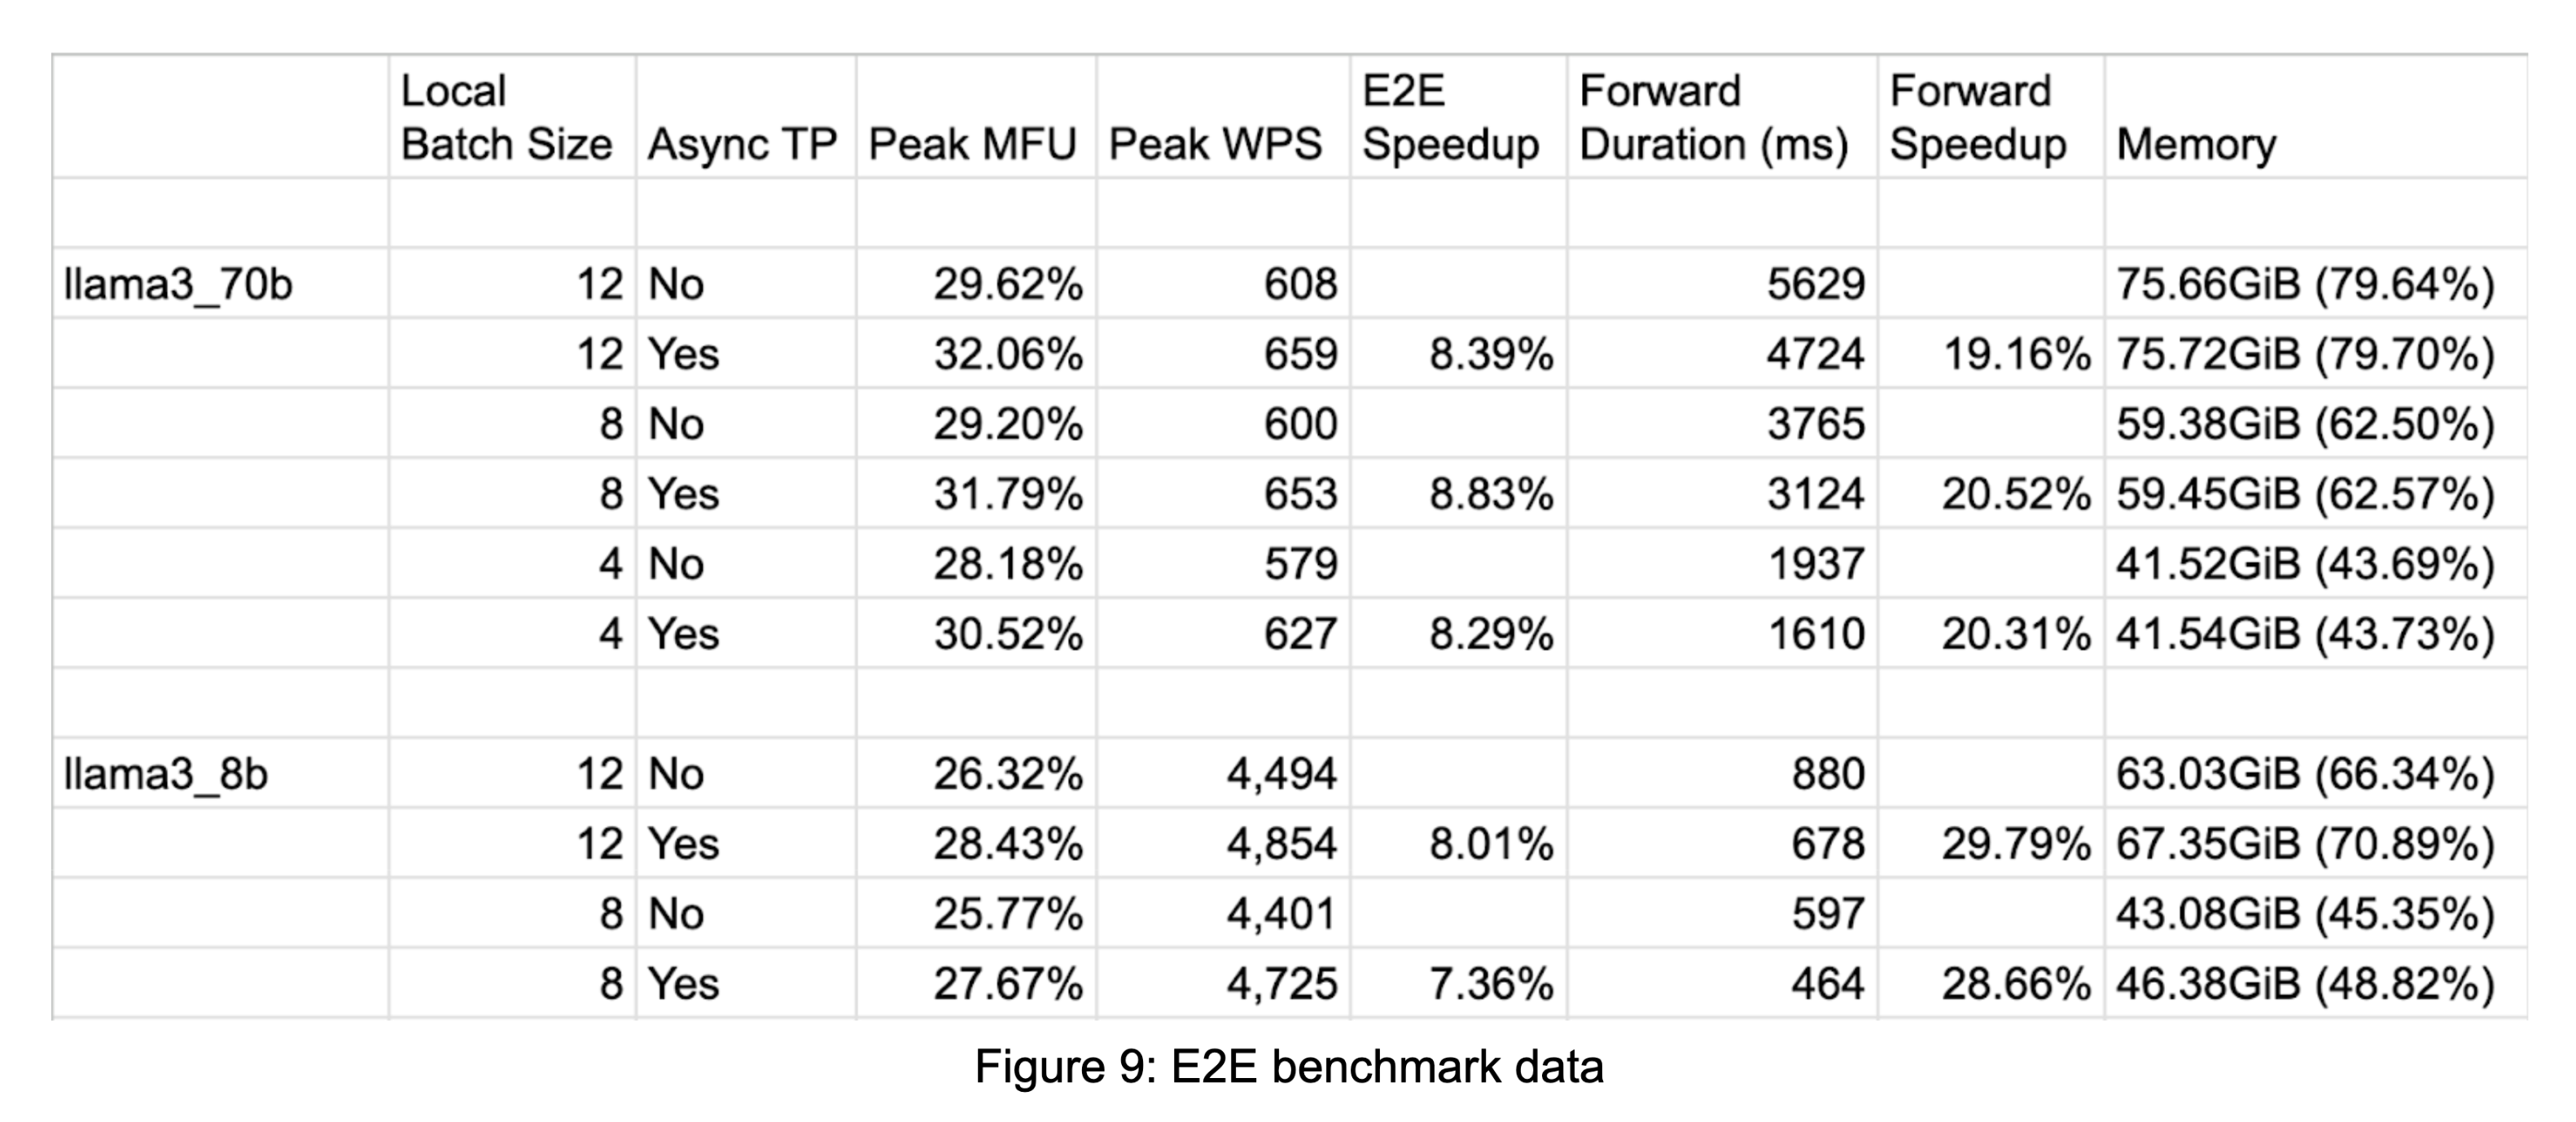 Local Batch Size Async TP Peak MFU Peak WPS E2E Speedup Forward Duration (ms) Forward Speedup Memory
llama3_70b 12 No 29.62% 608 5629 75.66GiB (79.64%)
12 Yes 32.06% 659 8.39% 4724 19.16% 75.72GiB (79.70%)
8 No 29.20% 600 3765 59.38GiB (62.50%)
8 Yes 31.79% 653 8.83% 3124 20.52% 59.45GiB (62.57%)
4 No 28.18% 579 1937 41.52GiB (43.69%)
4 Yes 30.52% 627 8.29% 1610 20.31% 41.54GiB (43.73%)
llama3_8b 12 No 26.32% 4,494 880 63.03GiB (66.34%)
12 Yes 28.43% 4,854 8.01% 678 29.79% 67.35GiB (70.89%)
8 No 25.77% 4,401 597 43.08GiB (45.35%)
8 Yes 27.67% 4,725 7.36% 464 28.66% 46.38GiB (48.82%)
Figure 9: E2E benchmark data